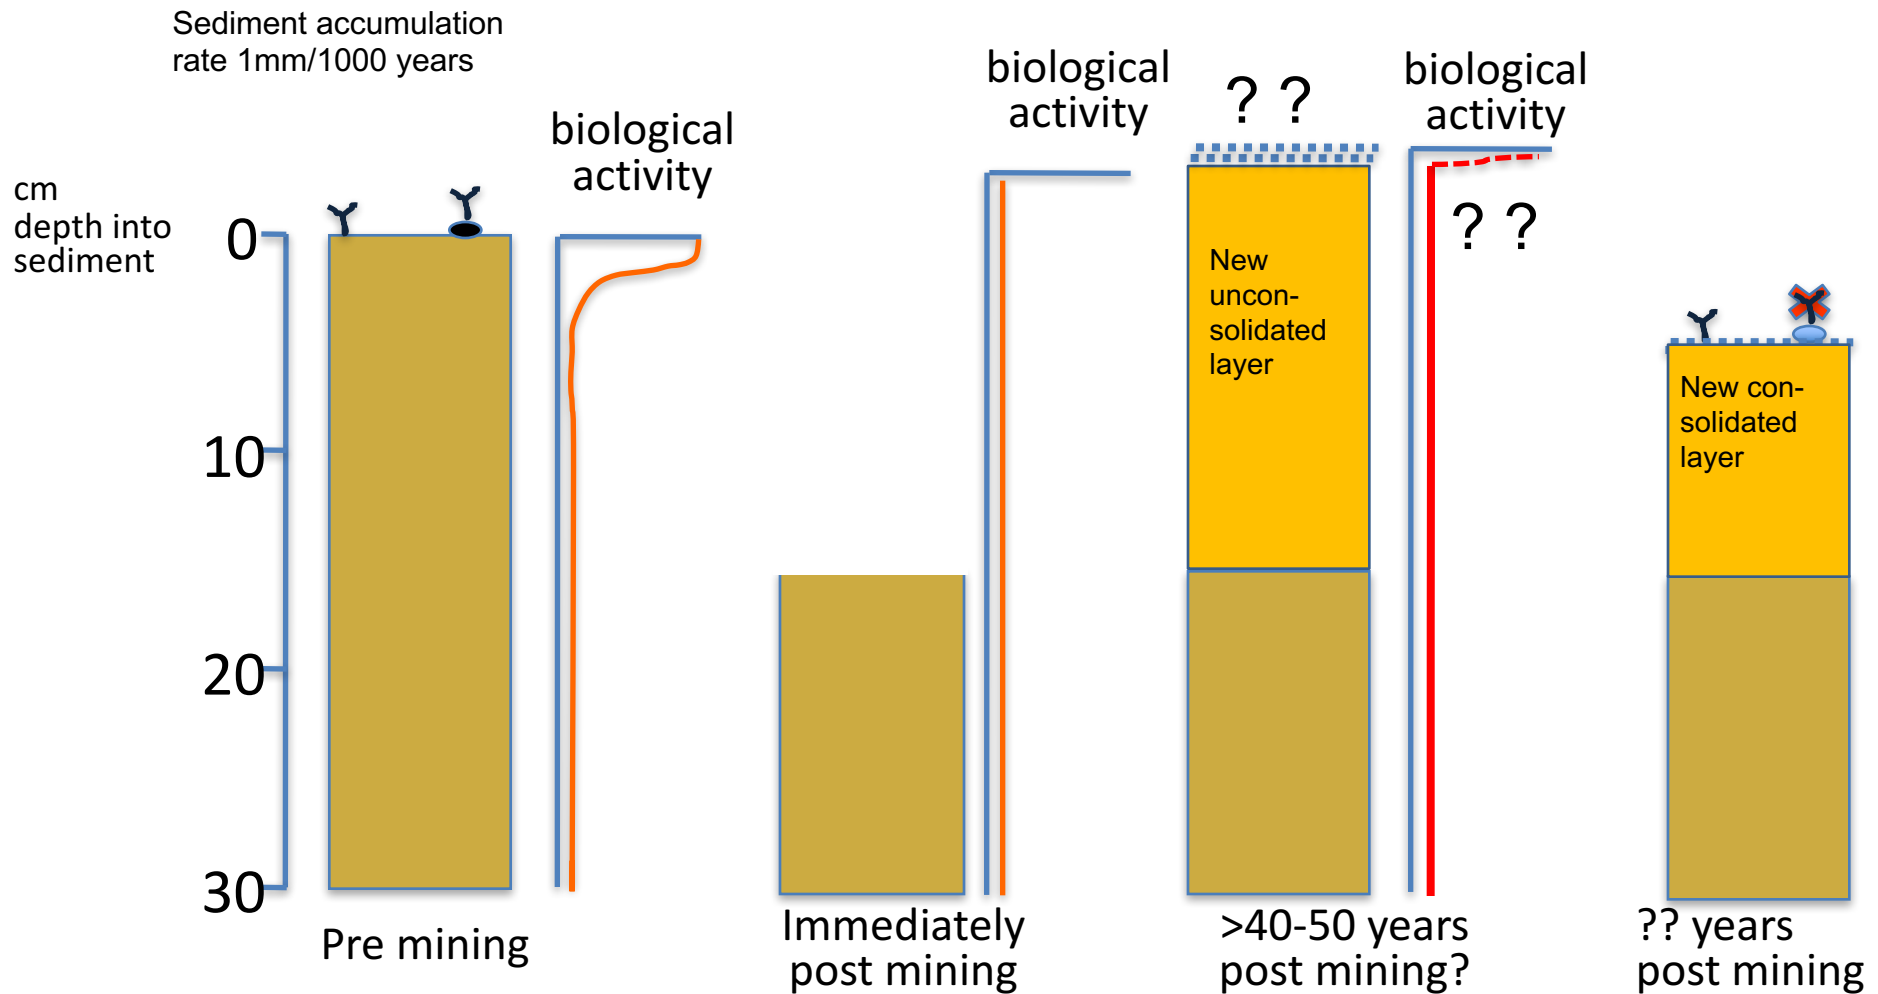 Sediment accumulation
rate 1mm/1000 years
cm
depth into
sediment
0
10
20
30
biological
activity
Pre mining
biological
activity
Immediately
post mining
? ?
New
uncon-
solidated
layer
>40-50 years
post mining?
biological
activity
? ?
New con-
solidated
layer
?? years
post mining